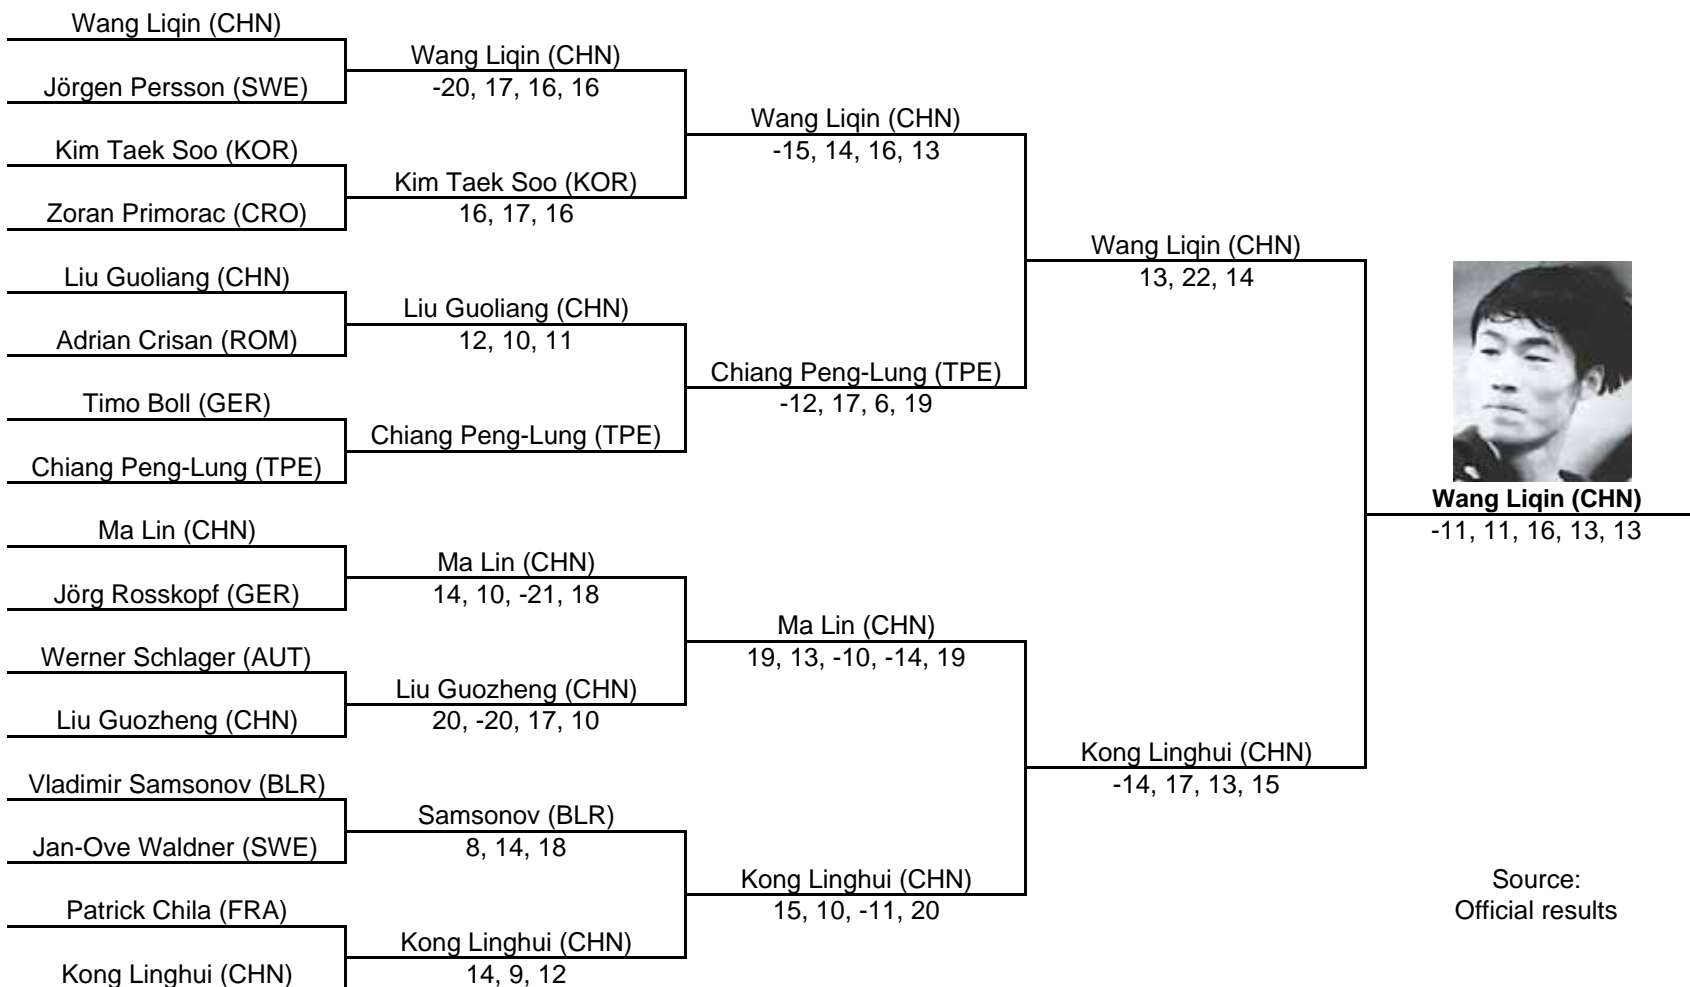 Wang Liqin (CHN)
Jörgen Persson (SWE)
Kim Taek Soo (KOR)
Zoran Primorac (CRO)
Liu Guoliang (CHN)
Adrian Crisan (ROM)
Timo Boll (GER)
Chiang Peng-Lung (TPE)
Ma Lin (CHN)
Jörg Rosskopf (GER)
Werner Schlager (AUT)
Liu Guozheng (CHN)
Vladimir Samsonov (BLR)
Jan-Ove Waldner (SWE)
Patrick Chila (FRA)
Kong Linghui (CHN)
Wang Liqin (CHN)
-20, 17, 16, 16
Kim Taek Soo (KOR)
16, 17, 16
Liu Guoliang (CHN)
12, 10, 11
Chiang Peng-Lung (TPE)
Ma Lin (CHN)
14, 10, -21, 18
Liu Guozheng (CHN)
20, -20, 17, 10
Samsonov (BLR)
8, 14, 18
Kong Linghui (CHN)
14, 9, 12
Wang Liqin (CHN)
-15, 14, 16, 13
Chiang Peng-Lung (TPE)
-12, 17, 6, 19
Ma Lin (CHN)
19, 13, -10, -14, 19
Kong Linghui (CHN)
15, 10, -11, 20
Wang Liqin (CHN)
13, 22, 14
Kong Linghui (CHN)
-14, 17, 13, 15
Wang Liqin (CHN)
-11, 11, 16, 13, 13
Source:
Official results